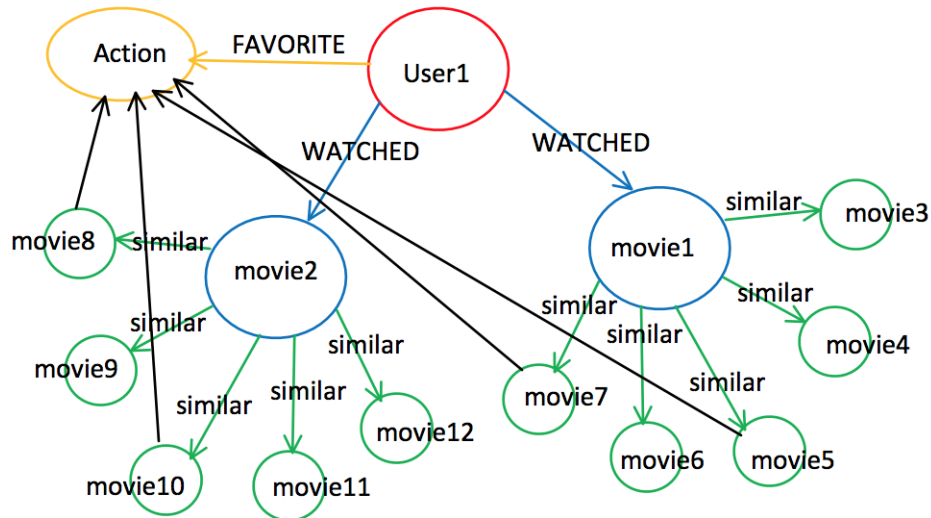 Action
FAVORITE
User1
WATCHED
WATCHED
similar
movie3
movie8
similar
movie2
movie1
similar
similar
similar
similar
movie9
similar
movie4
similar
similar
movie7
similar
movie12
movie10
movie11
movie6
movie5